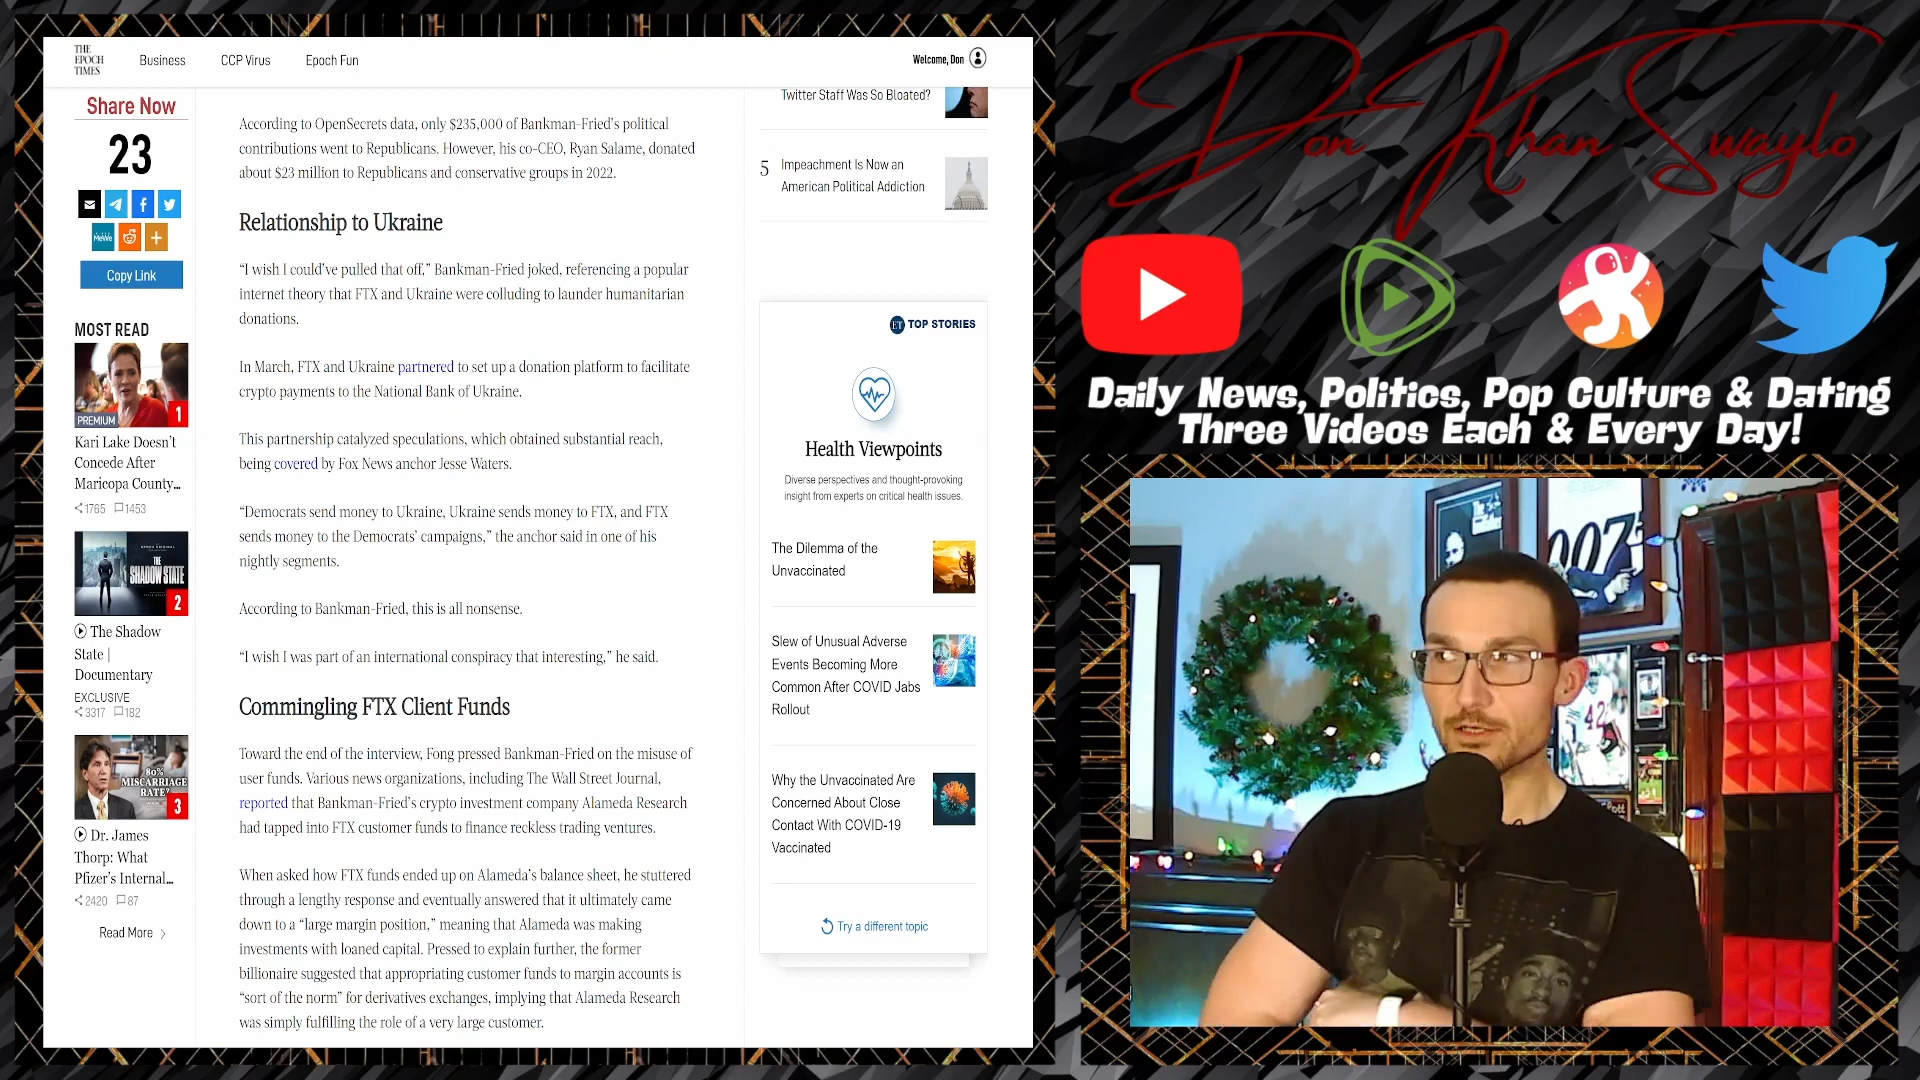 THE
EPOCH
TIMES
Business
CCP Virus
Epoch Fun
Welcome, Don
Share Now
23
MeWe
Copy Link
MOST READ
PREMIUM
1
Kari Lake Doesn't
Concede After
Maricopa County...
1765
1453
THE
SHADOW
STATE
2
The Shadow
State |
Documentary
EXCLUSIVE
3317
182
80%
MISCARRIAGE
RATE?
3
Dr. James
Thorp: What
Pfizer's Internal...
2420
87
Read More
According to OpenSecrets data, only $235,000 of Bankman-Fried's political
contributions went to Republicans. However, his co-CEO, Ryan Salame, donated
about $23 million to Republicans and conservative groups in 2022.
Relationship to Ukraine
“I wish I could've pulled that off,” Bankman-Fried joked, referencing a popular
internet theory that FTX and Ukraine were colluding to launder humanitarian
donations.
In March, FTX and Ukraine partnered to set up a donation platform to facilitate
crypto payments to the National Bank of Ukraine.
This partnership catalyzed speculations, which obtained substantial reach,
being covered by Fox News anchor Jesse Waters.
“Democrats send money to Ukraine, Ukraine sends money to FTX, and FTX
sends money to the Democrats' campaigns,” the anchor said in one of his
nightly segments.
According to Bankman-Fried, this is all nonsense.
“I wish I was part of an international conspiracy that interesting,” he said.
Commingling FTX Client Funds
Toward the end of the interview, Fong pressed Bankman-Fried on the misuse of
user funds. Various news organizations, including The Wall Street Journal,
reported that Bankman-Fried's crypto investment company Alameda Research
had tapped into FTX customer funds to finance reckless trading ventures.
When asked how FTX funds ended up on Alameda's balance sheet, he stuttered
through a lengthy response and eventually answered that it ultimately came
down to a “large margin position,” meaning that Alameda was making
investments with loaned capital. Pressed to explain further, the former
billionaire suggested that appropriating customer funds to margin accounts is
“sort of the norm” for derivatives exchanges, implying that Alameda Research
was simply fulfilling the role of a very large customer.
Twitter Staff Was So Bloated?
5
Impeachment Is Now an
American Political Addiction
ET TOP STORIES
Health Viewpoints
Diverse perspectives and thought-provoking
insight from experts on critical health issues.
The Dilemma of the
Unvaccinated
Slew of Unusual Adverse
Events Becoming More
Common After COVID Jabs
Rollout
Why the Unvaccinated Are
Concerned About Close
Contact With COVID-19
Vaccinated
Try a different topic
Don Khan Swaylo
Daily News, Politics, Pop Culture & Dating
Three Videos Each & Every Day!
007
42